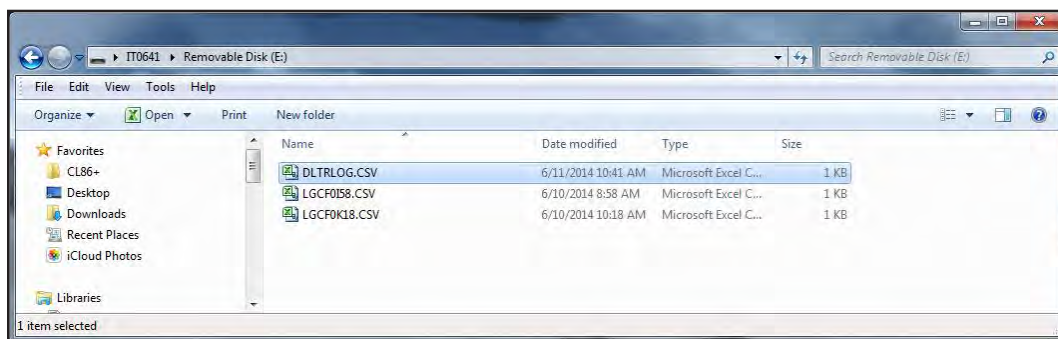 IT0641 Removable Disk (E:) Search Removable Disk (E:)
File Edit View Tools Help
Organize Open Print New folder
Favorites
CL86+
Desktop
Downloads
Recent Places
iCloud Photos
Libraries
Name Date modified Type Size
DLTRLOG.CSV 6/11/2014 10:41 AM Microsoft Excel C... 1 KB
LGCF0I58.CSV 6/10/2014 8:58 AM Microsoft Excel C... 1 KB
LGCF0K18.CSV 6/10/2014 10:18 AM Microsoft Excel C... 1 KB
1 item selected